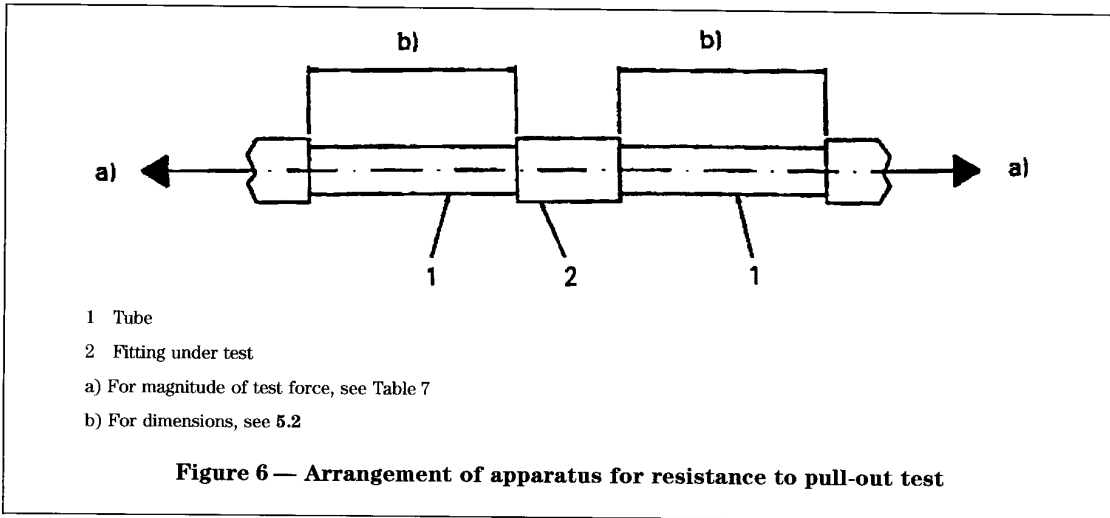 b) b)
a) a)
1 2 1
1 Tube
2 Fitting under test
a) For magnitude of test force, see Table 7
b) For dimensions, see 5.2
Figure 6 — Arrangement of apparatus for resistance to pull-out test